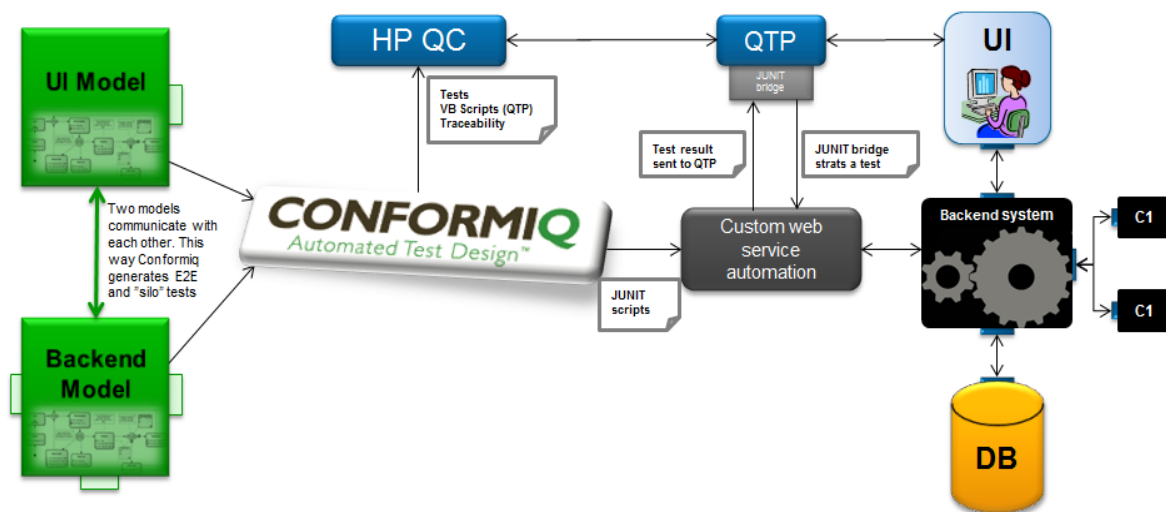 UI Model
HP QC
QTP
JUNIT
bridge
UI
Tests
VB Scripts (QTP)
Traceability
Test result
sent to QTP
JUNIT bridge
strats a test
Two models
communicate with
each other. This
way Conformiq
generates E2E
and "silo" tests
CONFORMIQ
Automated Test Design™
Custom web
service
automation
Backend system
C1
C1
JUNIT
scripts
Backend
Model
DB